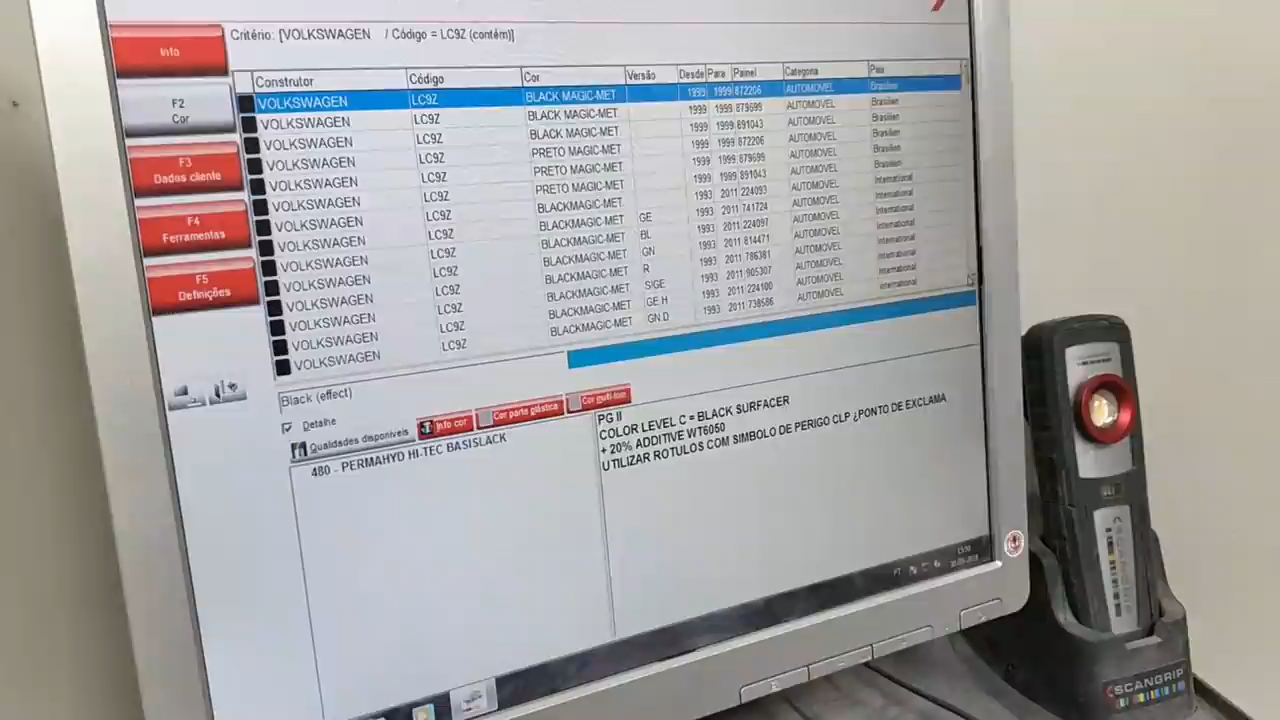 Critério: [VOLKSWAGEN / Código = LC9Z (contém)]
Info
F2
Cor
F3
Dados cliente
F4
Ferramentas
F5
Definições
Construtor Código Cor Versão Desde Para Painel Categoria País
VOLKSWAGEN LC9Z BLACK MAGIC-MET 1999 1999 872206 AUTOMOVEL Brasilien
VOLKSWAGEN LC9Z BLACK MAGIC-MET 1999 1999 879699 AUTOMOVEL Brasilien
VOLKSWAGEN LC9Z BLACK MAGIC-MET 1999 1999 891043 AUTOMOVEL Brasilien
VOLKSWAGEN LC9Z PRETO MAGIC-MET 1999 1999 872206 AUTOMOVEL Brasilien
VOLKSWAGEN LC9Z PRETO MAGIC-MET 1999 1999 879699 AUTOMOVEL Brasilien
VOLKSWAGEN LC9Z PRETO MAGIC-MET 1999 1999 891043 AUTOMOVEL Brasilien
VOLKSWAGEN LC9Z BLACKMAGIC-MET 1993 2011 224093 AUTOMOVEL International
VOLKSWAGEN LC9Z BLACKMAGIC-MET GE 1993 2011 741724 AUTOMOVEL International
VOLKSWAGEN LC9Z BLACKMAGIC-MET BL 1993 2011 224097 AUTOMOVEL International
VOLKSWAGEN LC9Z BLACKMAGIC-MET GN 1993 2011 814471 AUTOMOVEL International
VOLKSWAGEN LC9Z BLACKMAGIC-MET R 1993 2011 786381 AUTOMOVEL International
VOLKSWAGEN LC9Z BLACKMAGIC-MET SIGE 1993 2011 905307 AUTOMOVEL International
VOLKSWAGEN LC9Z BLACKMAGIC-MET GE H 1993 2011 224100 AUTOMOVEL International
VOLKSWAGEN LC9Z BLACKMAGIC-MET GN D 1993 2011 738586 AUTOMOVEL International
Black (effect)
Detalhe
Qualidades disponíveis Info cor Cor parte plástica Cor multi-tom
480 - PERMAHYD HI-TEC BASISLACK
PG II
COLOR LEVEL C = BLACK SURFACER
+ 20% ADDITIVE WT6050
UTILIZAR ROTULOS COM SIMBOLO DE PERIGO CLP ¿PONTO DE EXCLAMA
PT
SCANGRIP